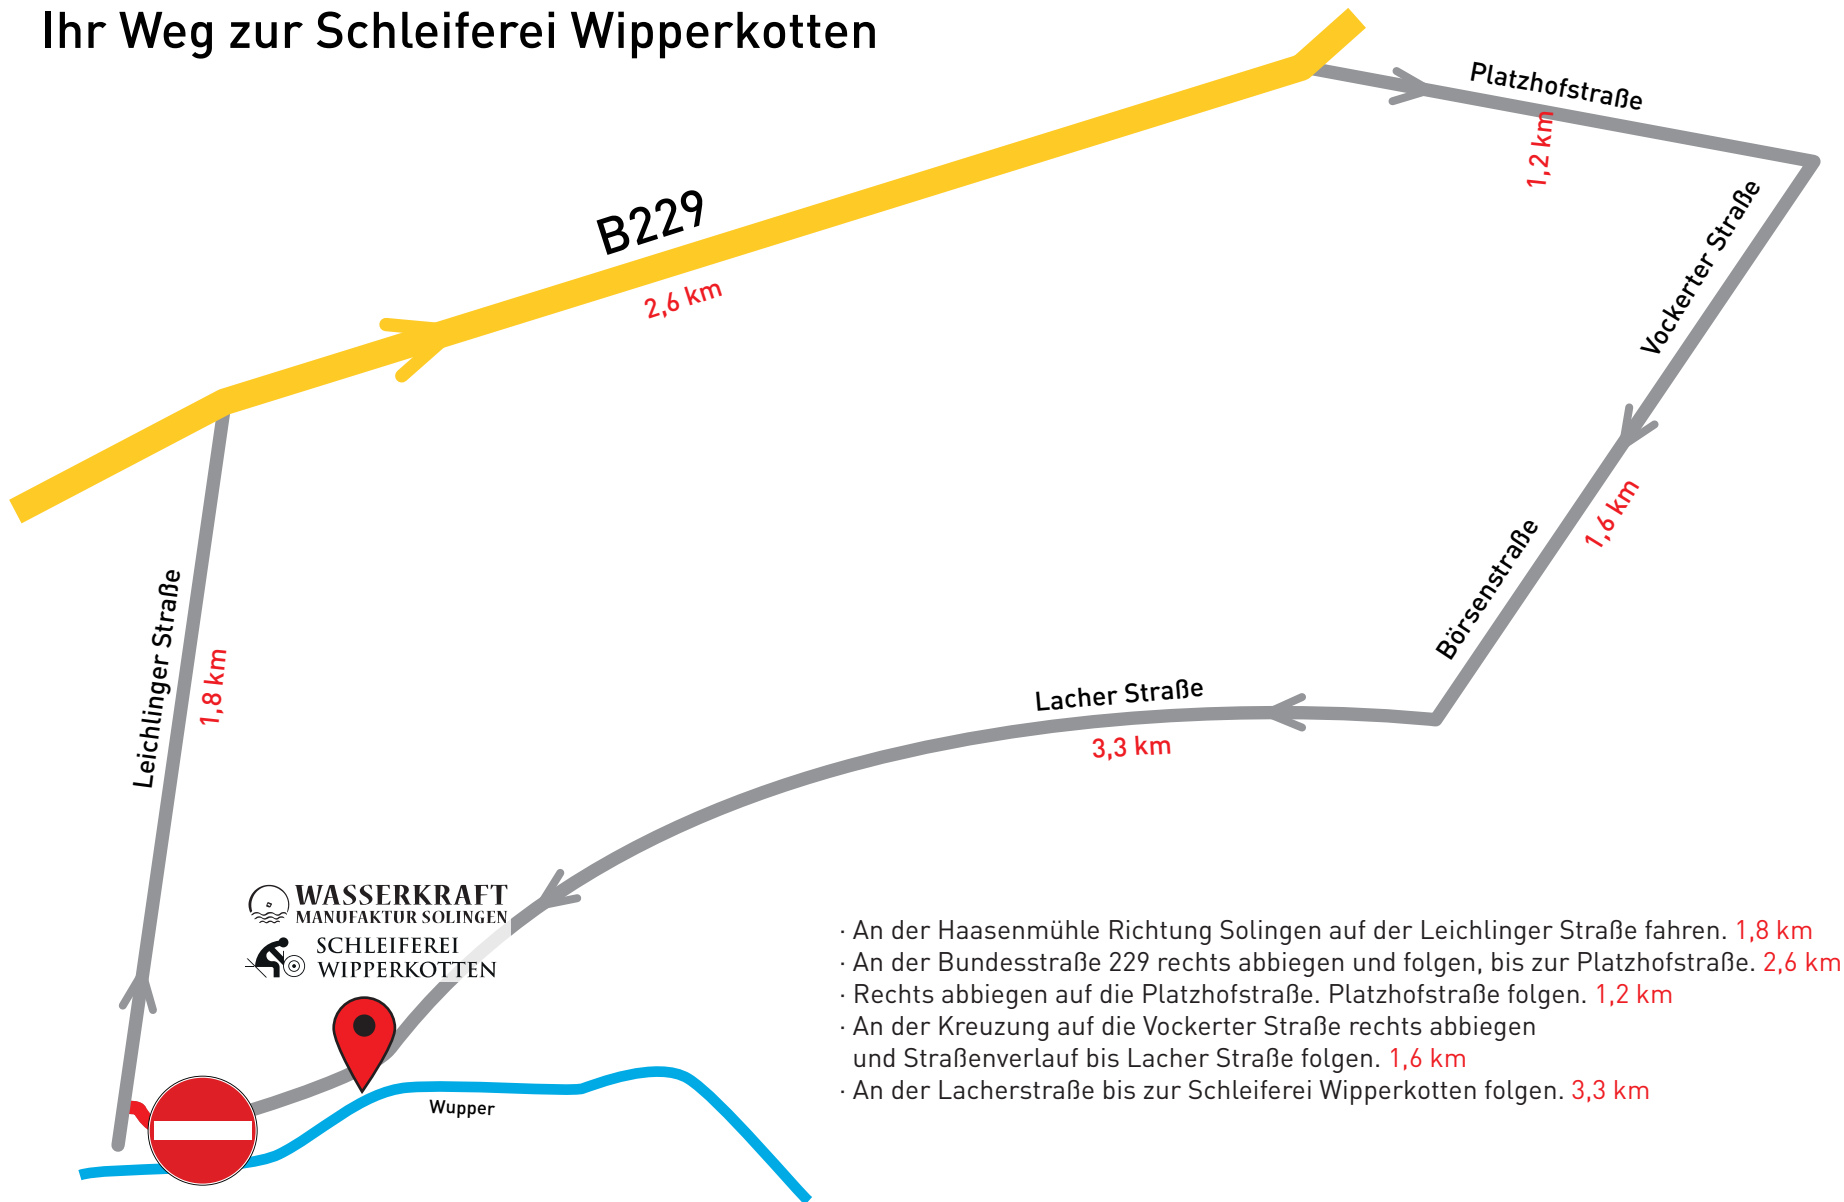 Ihr Weg zur Schleiferei Wipperkotten
Platzhofstraße
1,2 km
B229
2,6 km
Vockerter Straße
1,6 km
Börsenstraße
Leichlinger Straße
1,8 km
Lacher Straße
3,3 km
WASSERKRAFT
MANUFAKTUR SOLINGEN
SCHLEIFEREI
WIPPERKOTTEN
Wupper
· An der Haasenmühle Richtung Solingen auf der Leichlinger Straße fahren. 1,8 km
· An der Bundesstraße 229 rechts abbiegen und folgen, bis zur Platzhofstraße. 2,6 km
· Rechts abbiegen auf die Platzhofstraße. Platzhofstraße folgen. 1,2 km
· An der Kreuzung auf die Vockerter Straße rechts abbiegen
und Straßenverlauf bis Lacher Straße folgen. 1,6 km
· An der Lacherstraße bis zur Schleiferei Wipperkotten folgen. 3,3 km